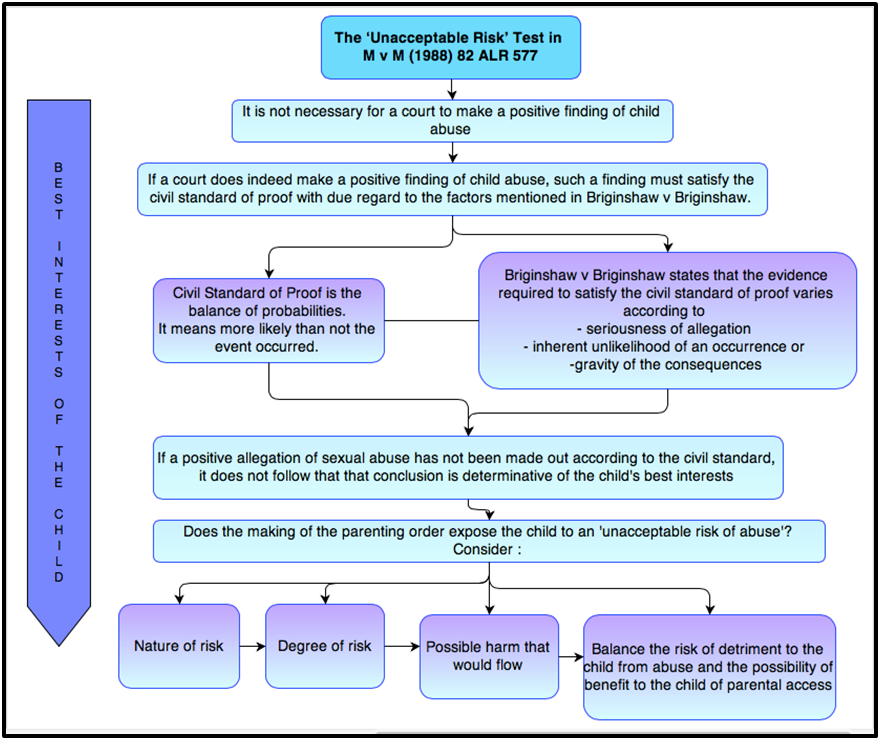 The ‘Unacceptable Risk’ Test in
M v M (1988) 82 ALR 577
It is not necessary for a court to make a positive finding of child
abuse
If a court does indeed make a positive finding of child abuse, such a finding must satisfy the
civil standard of proof with due regard to the factors mentioned in Briginshaw v Briginshaw.
Civil Standard of Proof is the
balance of probabilities.
It means more likely than not the
event occurred.
Briginshaw v Briginshaw states that the evidence
required to satisfy the civil standard of proof varies
according to
- seriousness of allegation
- inherent unlikelihood of an occurrence or
-gravity of the consequences
If a positive allegation of sexual abuse has not been made out according to the civil standard,
it does not follow that that conclusion is determinative of the child's best interests
Does the making of the parenting order expose the child to an 'unacceptable risk of abuse'?
Consider :
Nature of risk
Degree of risk
Possible harm that
would flow
Balance the risk of detriment to the
child from abuse and the possibility of
benefit to the child of parental access
BEST INTERESTS OF THE CHILD